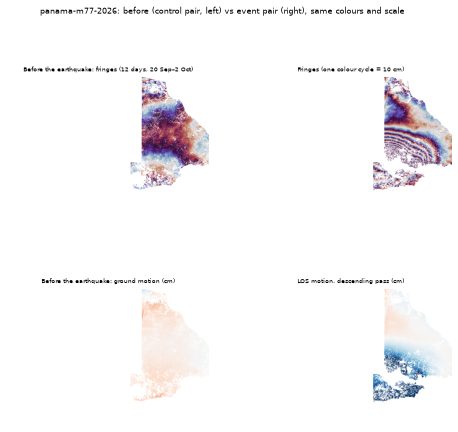 panama-m77-2026: before (control pair, left) vs event pair (right), same colours and scale
Before the earthquake: fringes (12 days, 20 Sep–2 Oct)
Fringes (one colour cycle = 10 cm)
Before the earthquake: ground motion (cm)
LOS motion, descending pass (cm)